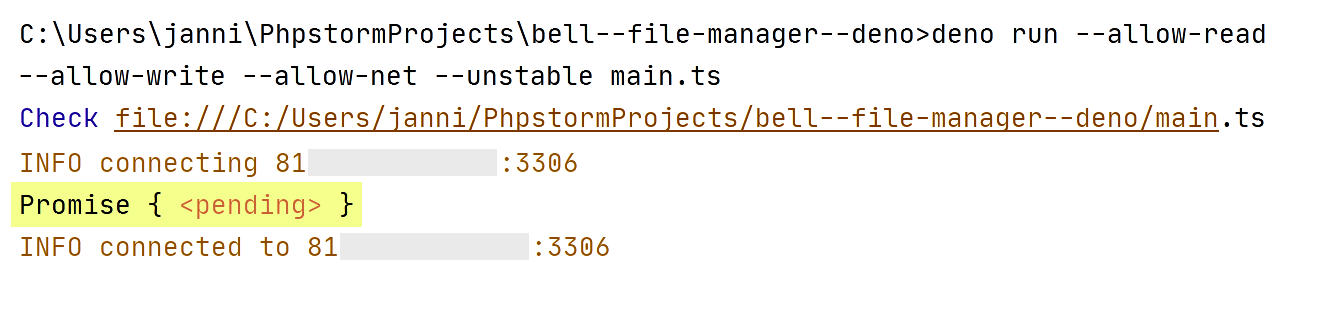 C:\Users\janni\PhpstormProjects\bell--file-manager--deno>deno run --allow-read
--allow-write --allow-net --unstable main.ts
Check file:///C:/Users/janni/PhpstormProjects/bell--file-manager--deno/main.ts
INFO connecting 81 :3306
Promise { <pending> }
INFO connected to 81 :3306